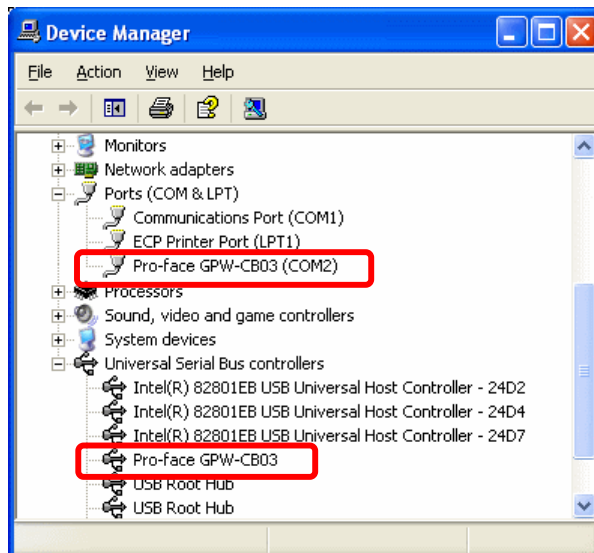 Device Manager
File Action View Help
Monitors
Network adapters
Ports (COM & LPT)
Communications Port (COM1)
ECP Printer Port (LPT1)
Pro-face GPW-CB03 (COM2)
Processors
Sound, video and game controllers
System devices
Universal Serial Bus controllers
Intel(R) 82801EB USB Universal Host Controller - 24D2
Intel(R) 82801EB USB Universal Host Controller - 24D4
Intel(R) 82801EB USB Universal Host Controller - 24D7
Pro-face GPW-CB03
USB Root Hub
USB Root Hub